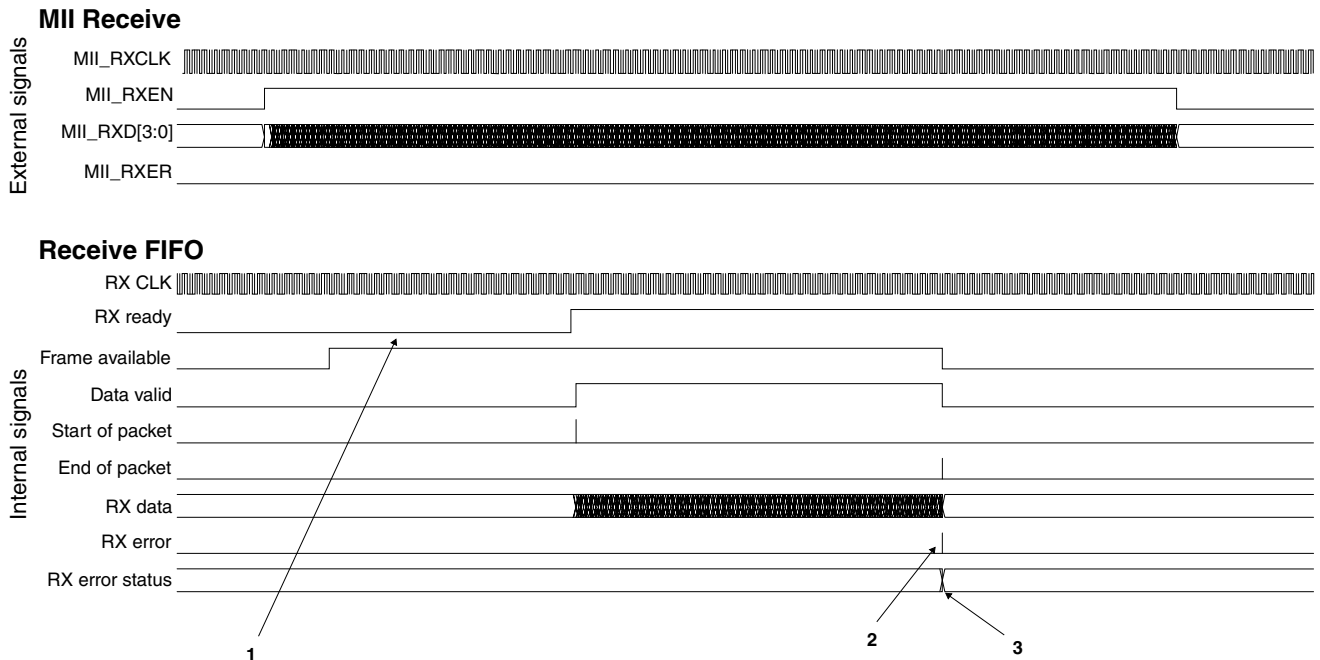 MII Receive
External signals
MII_RXCLK
MII_RXEN
MII_RXD[3:0]
MII_RXER
Receive FIFO
Internal signals
RX CLK
RX ready
Frame available
Data valid
Start of packet
End of packet
RX data
RX error
RX error status
1
2
3